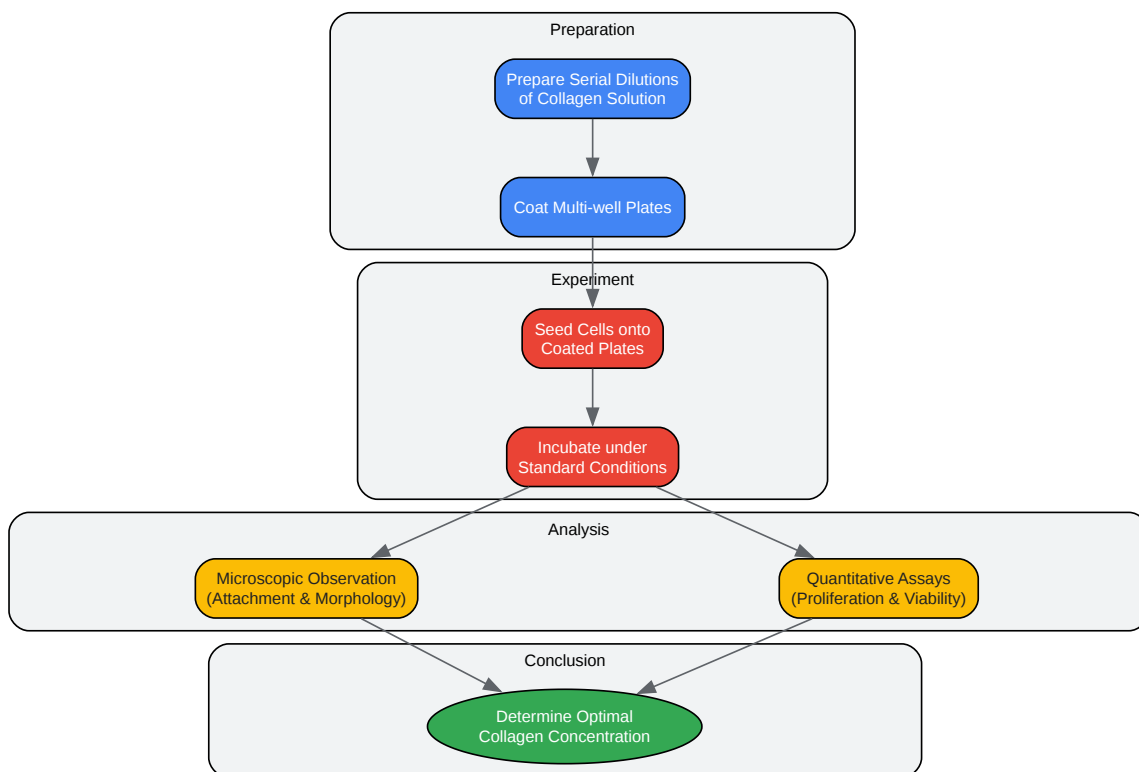 Preparation
Prepare Serial Dilutions
of Collagen Solution
Coat Multi-well Plates
Experiment
Seed Cells onto
Coated Plates
Incubate under
Standard Conditions
Analysis
Microscopic Observation
(Attachment & Morphology)
Quantitative Assays
(Proliferation & Viability)
Conclusion
Determine Optimal
Collagen Concentration